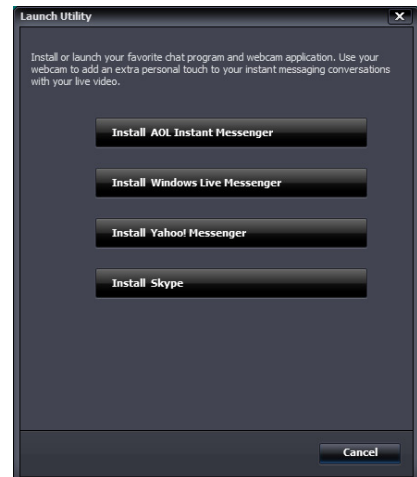 Launch Utility
Install or launch your favorite chat program and webcam application. Use your
webcam to add an extra personal touch to your instant messaging conversations
with your live video.
Install AOL Instant Messenger
Install Windows Live Messenger
Install Yahoo! Messenger
Install Skype
Cancel